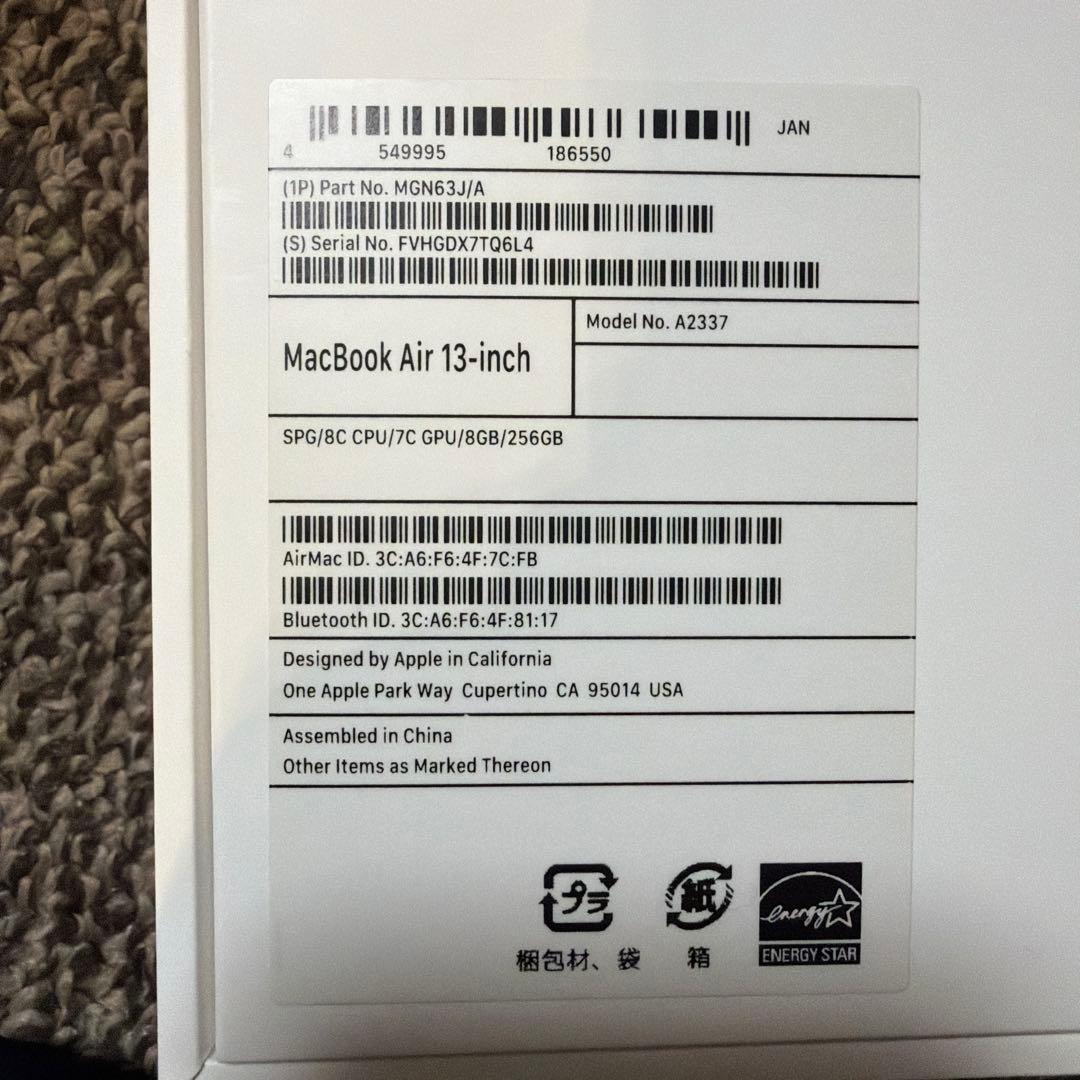 JAN
4 549995 186550
(1P) Part No. MGN63J/A
(S) Serial No. FVHGDX7TQ6L4
MacBook Air 13-inch
Model No. A2337
SPG/8C CPU/7C GPU/8GB/256GB
AirMac ID. 3C:A6:F6:4F:7C:FB
Bluetooth ID. 3C:A6:F6:4F:81:17
Designed by Apple in California
One Apple Park Way Cupertino CA 95014 USA
Assembled in China
Other Items as Marked Thereon
プラ
紙
energy
梱包材、袋
箱
ENERGY STAR